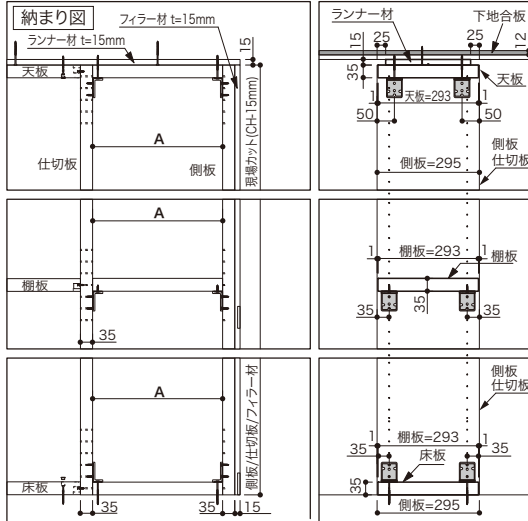 納まり図
フィラー材 t=15mm
ランナー材 t=15mm
15
天板
A
仕切板
側板
現場カット(CH-15mm)
ランナー材
下地合板
12
15
25
25
35
天板
1
天板=293
1
50
50
側板
仕切板
側板=295
A
棚板
35
棚板=293
1
1
棚板
35
35
35
A
側板/仕切板/フィラー材
床板
35
35
15
側板
仕切板
35
35
1
棚板=293
1
床板
35
側板=295